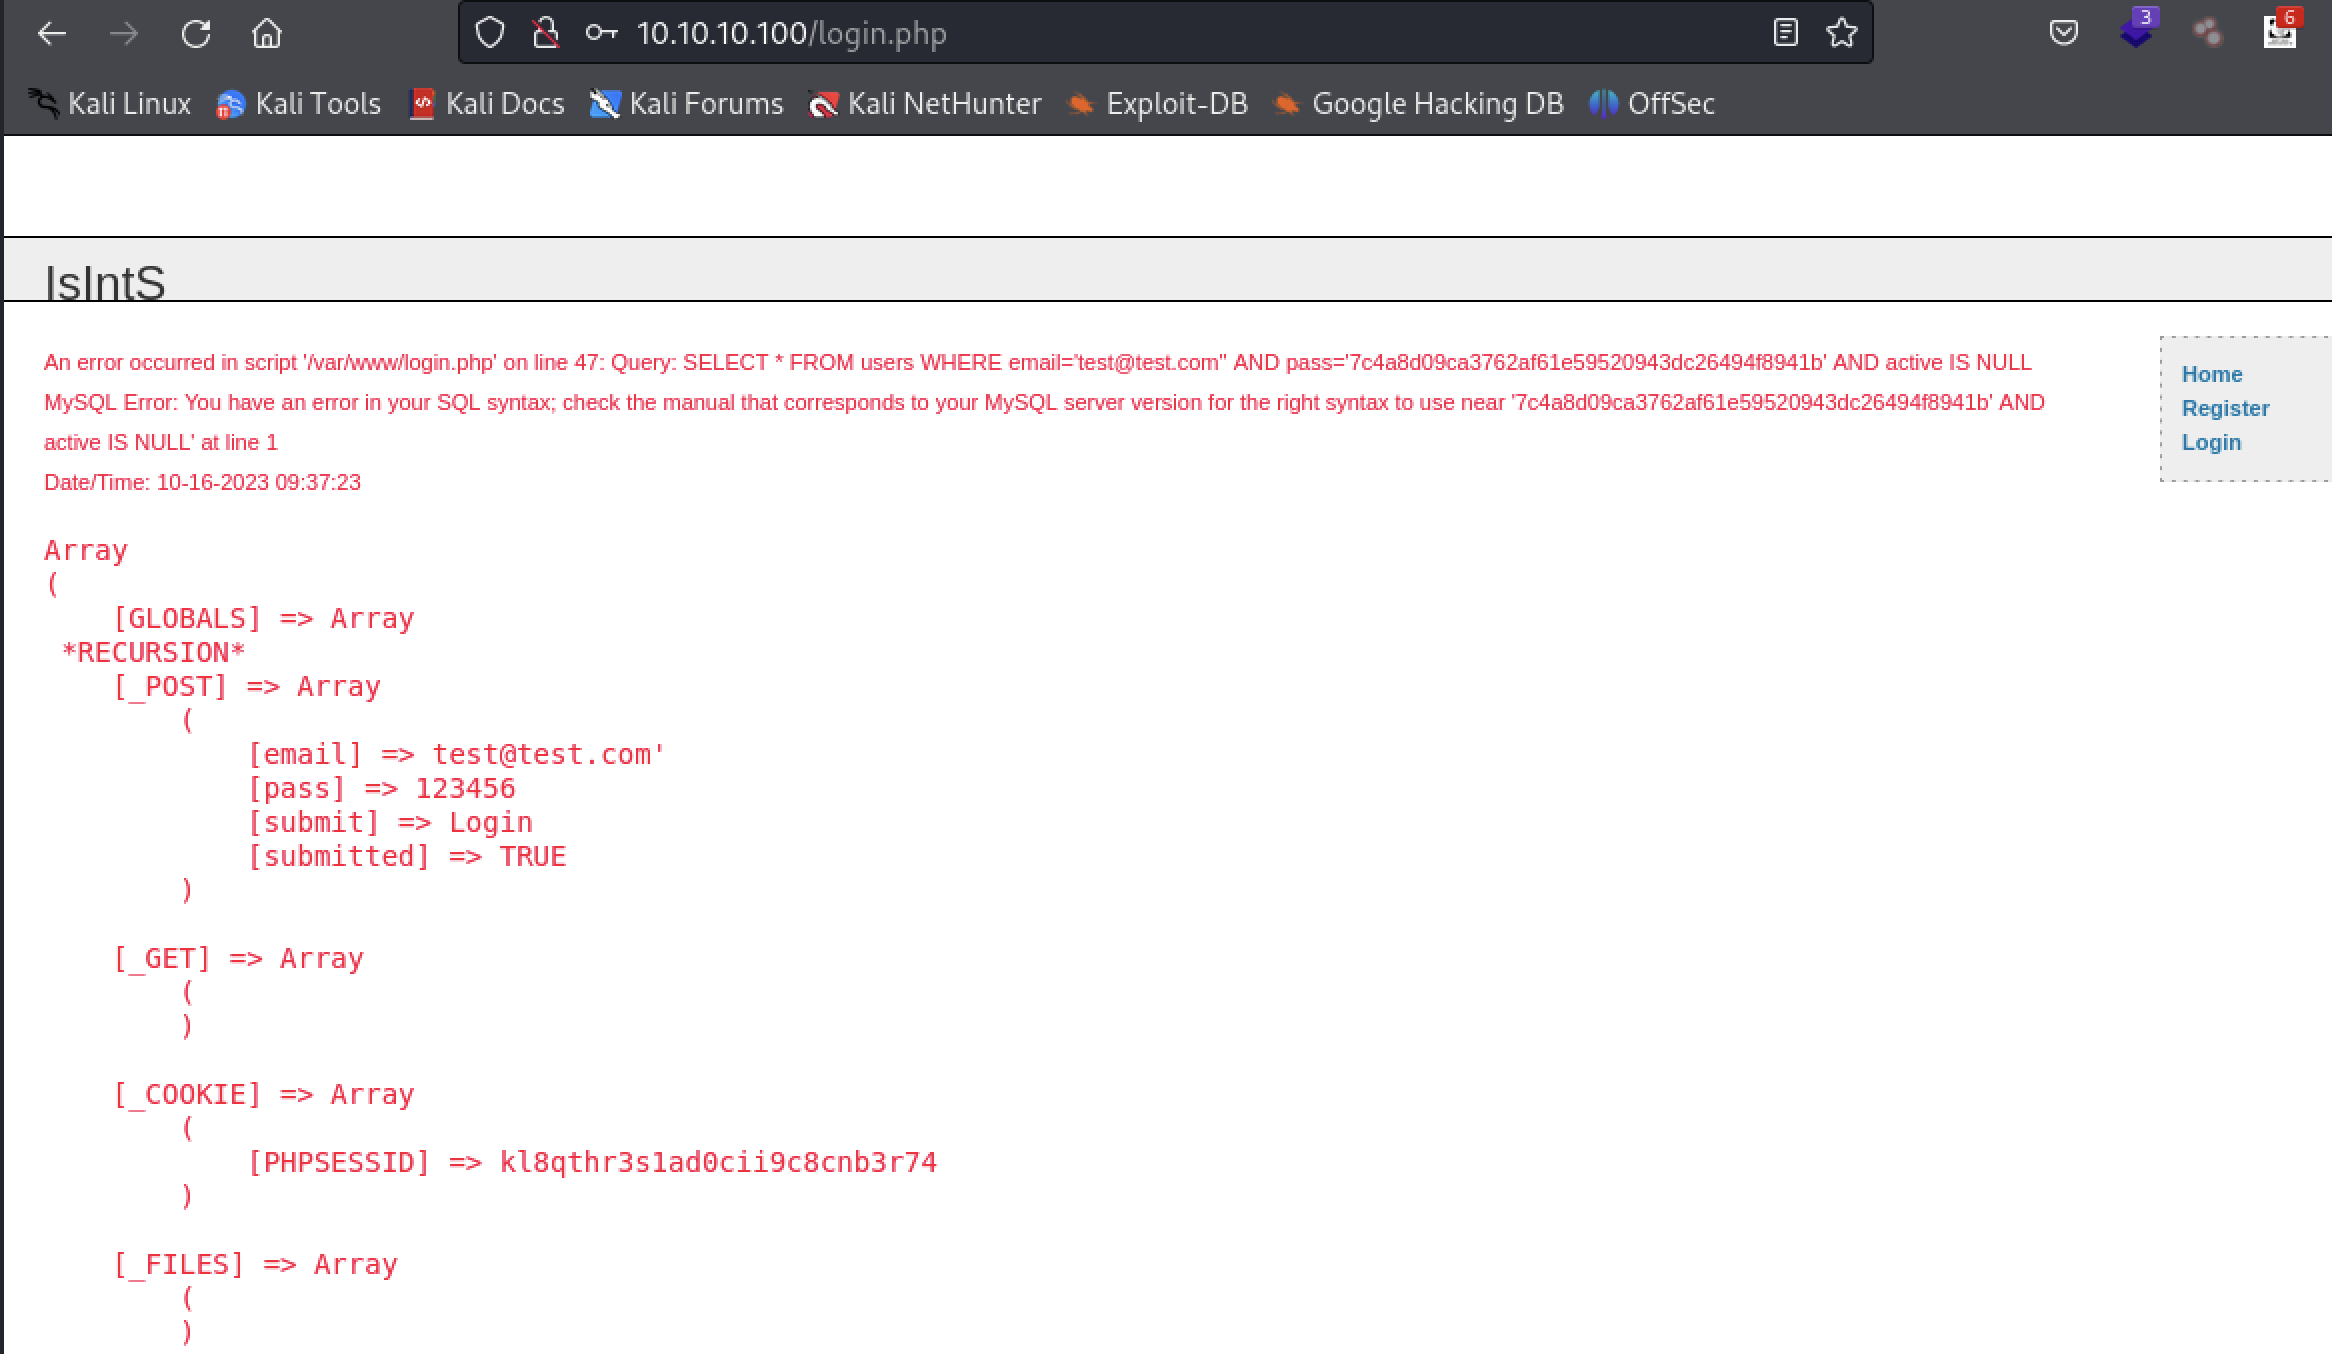 10.10.10.100/login.php
3
6
Kali Linux Kali Tools Kali Docs Kali Forums Kali NetHunter Exploit-DB Google Hacking DB OffSec
IsIntS
An error occurred in script '/var/www/login.php' on line 47: Query: SELECT * FROM users WHERE email='test@test.com'' AND pass='7c4a8d09ca3762af61e59520943dc26494f8941b' AND active IS NULL
MySQL Error: You have an error in your SQL syntax; check the manual that corresponds to your MySQL server version for the right syntax to use near '7c4a8d09ca3762af61e59520943dc26494f8941b' AND
active IS NULL' at line 1
Date/Time: 10-16-2023 09:37:23
Home
Register
Login
Array
(
[GLOBALS] => Array
*RECURSION*
[_POST] => Array
(
[email] => test@test.com'
[pass] => 123456
[submit] => Login
[submitted] => TRUE
)
[_GET] => Array
(
)
[_COOKIE] => Array
(
[PHPSESSID] => kl8qthr3s1ad0cii9c8cnb3r74
)
[_FILES] => Array
(
)